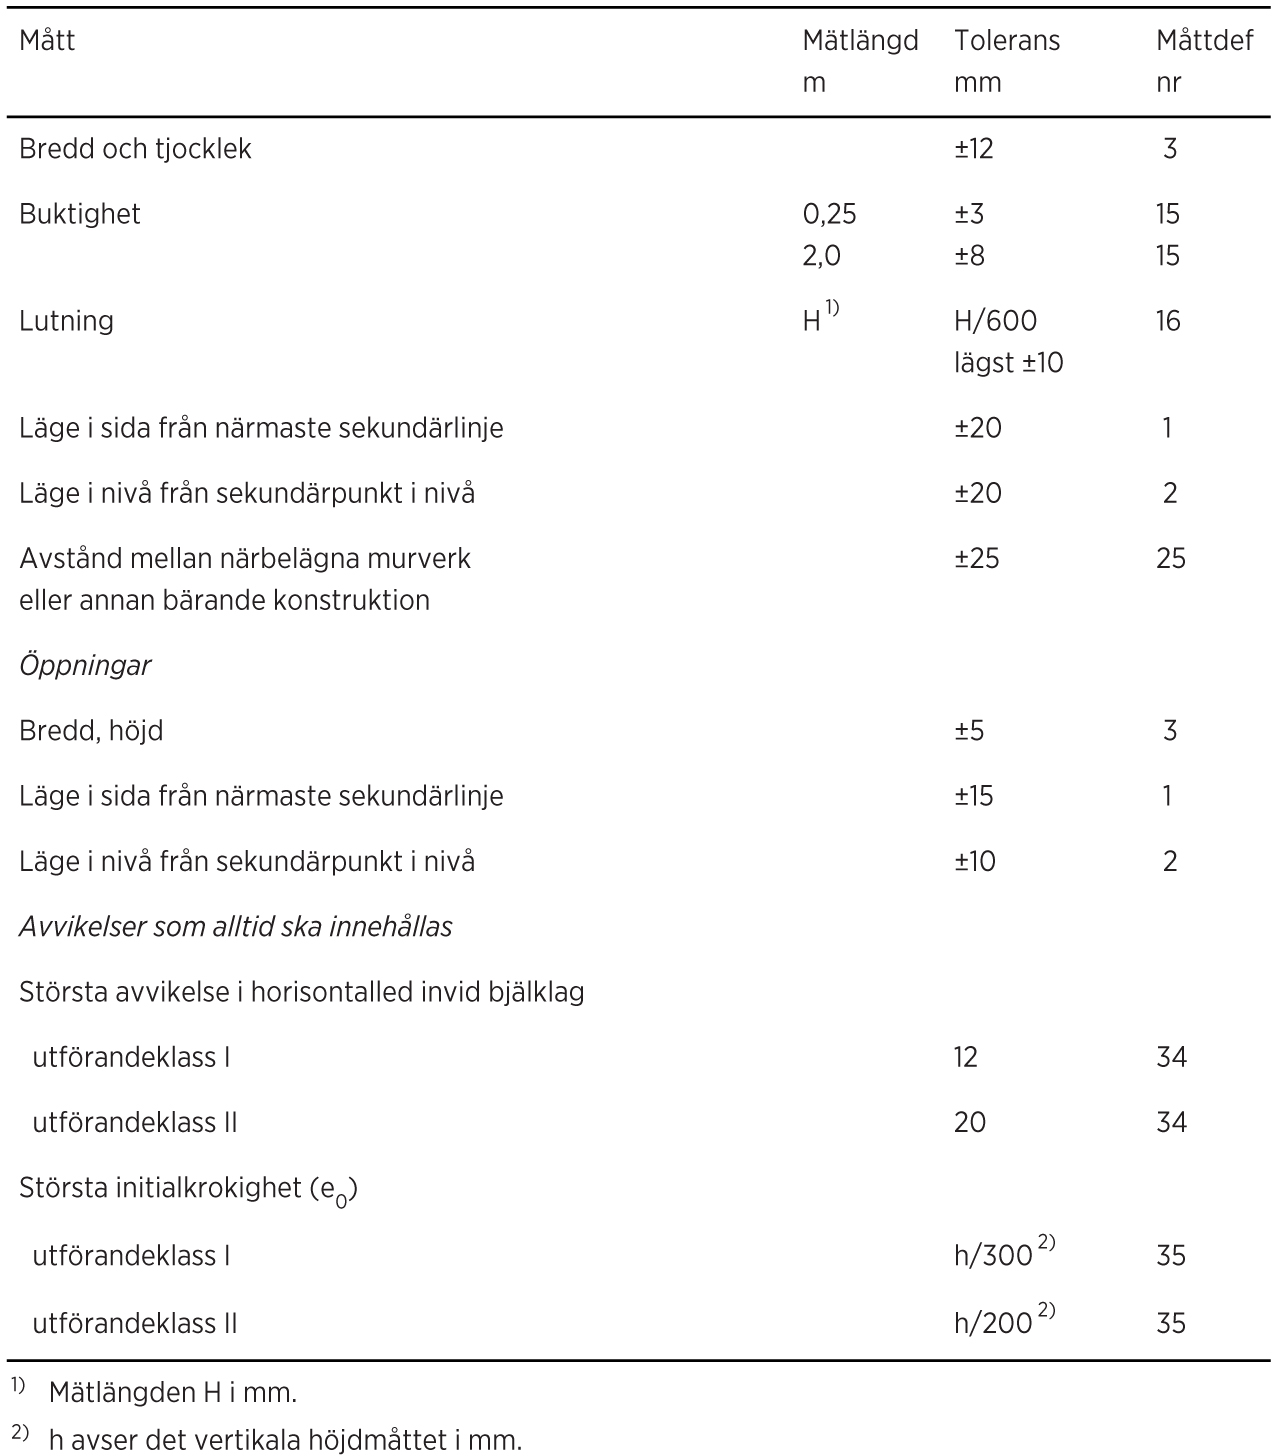 Mått Mätlängd Tolerans Måttdef
m mm nr
Bredd och tjocklek ±12 3
Buktighet 0,25 ±3 15
2,0 ±8 15
Lutning H 1) H/600 16
lägst ±10
Läge i sida från närmaste sekundärlinje ±20 1
Läge i nivå från sekundärpunkt i nivå ±20 2
Avstånd mellan närbelägna murverk ±25 25
eller annan bärande konstruktion
Öppningar
Bredd, höjd ±5 3
Läge i sida från närmaste sekundärlinje ±15 1
Läge i nivå från sekundärpunkt i nivå ±10 2
Avvikelser som alltid ska innehållas
Största avvikelse i horisontalled invid bjälklag
utförandeklass I 12 34
utförandeklass II 20 34
Största initialkrokighet (e0)
utförandeklass I h/300 2) 35
utförandeklass II h/200 2) 35
1) Mätlängden H i mm.
2) h avser det vertikala höjdmåttet i mm.